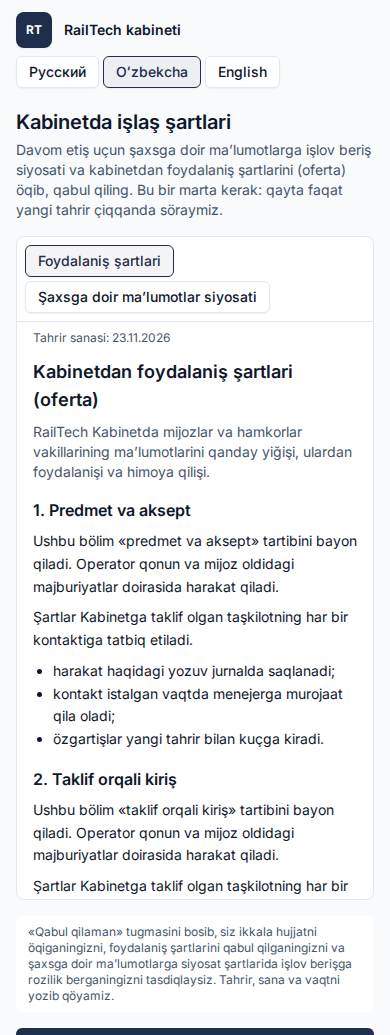 RT
RailTech kabineti
Русский
Oʻzbekcha
English
Kabinetda işlaş şartlari
Davom etiş uçun şaxsga doir maʼlumotlarga işlov beriş
siyosati va kabinetdan foydalaniş şartlarini (oferta)
öqib, qabul qiling. Bu bir marta kerak: qayta faqat
yangi tahrir çiqqanda söraymiz.
Foydalaniş şartlari
Şaxsga doir maʼlumotlar siyosati
Tahrir sanasi: 23.11.2026
Kabinetdan foydalaniş şartlari
(oferta)
RailTech Kabinetda mijozlar va hamkorlar
vakillarining maʼlumotlarini qanday yiğişi, ulardan
foydalanişi va himoya qilişi.
1. Predmet va aksept
Ushbu bölim «predmet va aksept» tartibini bayon
qiladi. Operator qonun va mijoz oldidagi
majburiyatlar doirasida harakat qiladi.
Şartlar Kabinetga taklif olgan taşkilotning har bir
kontaktiga tatbiq etiladi.
• harakat haqidagi yozuv jurnalda saqlanadi;
• kontakt istalgan vaqtda menejerga murojaat
qila oladi;
• özgartişlar yangi tahrir bilan kuçga kiradi.
2. Taklif orqali kiriş
Ushbu bölim «taklif orqali kiriş» tartibini bayon
qiladi. Operator qonun va mijoz oldidagi
majburiyatlar doirasida harakat qiladi.
Şartlar Kabinetga taklif olgan taşkilotning har bir
«Qabul qilaman» tugmasini bosib, siz ikkala hujjatni
öqiganingizni, foydalaniş şartlarini qabul qilganingizni va
şaxsga doir maʼlumotlarga siyosat şartlarida işlov berişga
rozilik berganingizni tasdiqlaysiz. Tahrir, sana va vaqtni
yozib qöyamiz.